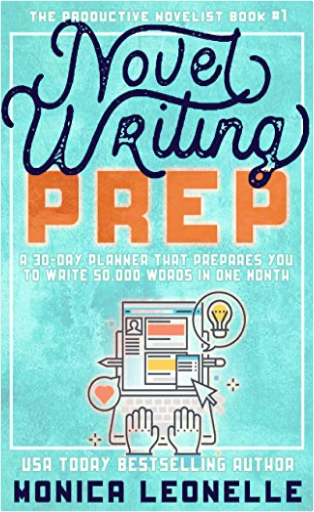 THE PRODUCTIVE NOVELIST BOOK #1
Novel
Writing
PREP
A 30-DAY PLANNER THAT PREPARES YOU
TO WRITE 50,000 WORDS IN ONE MONTH
USA TODAY BESTSELLING AUTHOR
MONICA LEONELLE